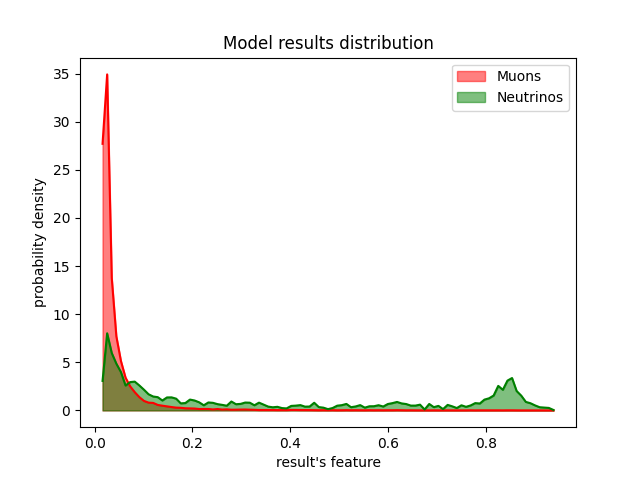 Model results distribution
Muons
Neutrinos
35
30
25
20
15
10
5
0
probability density
0.0 0.2 0.4 0.6 0.8
result's feature